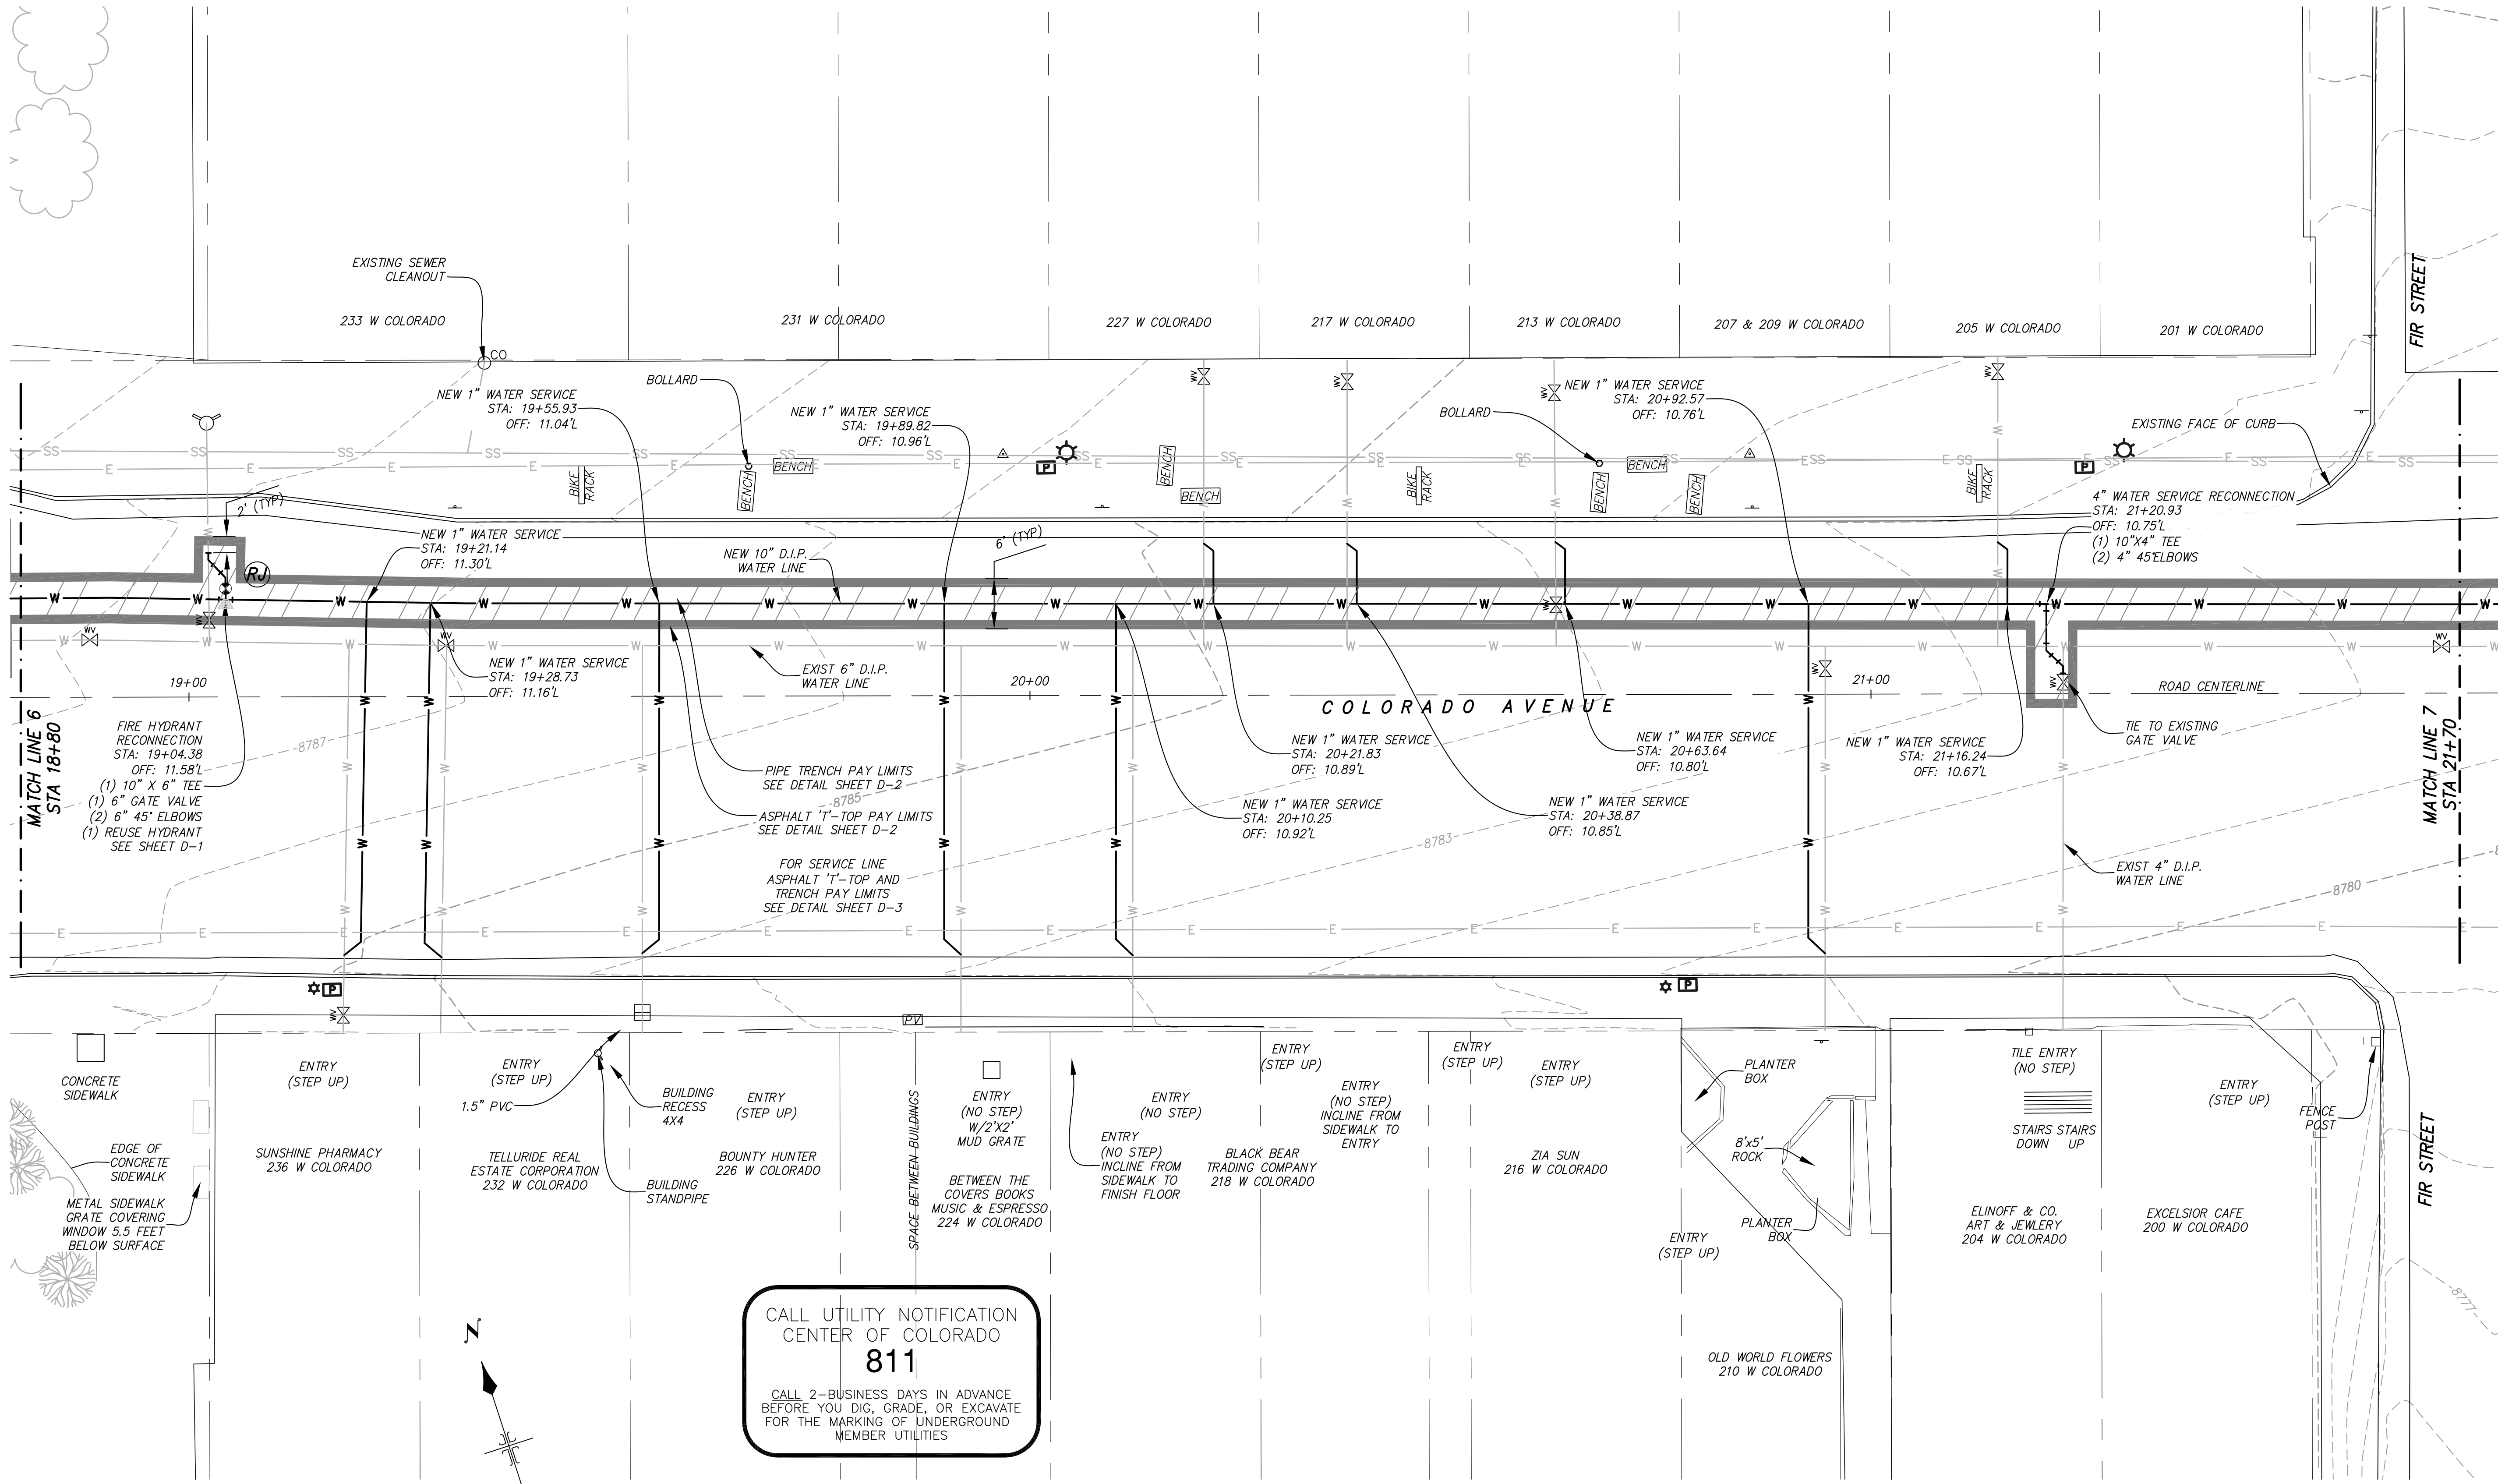 EXISTING SEWER
CLEANOUT
233 W COLORADO
231 W COLORADO
227 W COLORADO
217 W COLORADO
213 W COLORADO
207 & 209 W COLORADO
205 W COLORADO
201 W COLORADO
FIR STREET
CO
NEW 1" WATER SERVICE
STA: 19+55.93
OFF: 11.04'L
BOLLARD
NEW 1" WATER SERVICE
STA: 19+89.82
OFF: 10.96'L
BOLLARD
NEW 1" WATER SERVICE
STA: 20+92.57
OFF: 10.76'L
EXISTING FACE OF CURB
BIKE
RACK
BENCH
BENCH
BENCH
BENCH
BIKE
RACK
BENCH
BENCH
BENCH
BIKE
RACK
P
P
2' (TYP)
NEW 1" WATER SERVICE
STA: 19+21.14
OFF: 11.30'L
NEW 10" D.I.P.
WATER LINE
6' (TYP)
4" WATER SERVICE RECONNECTION
STA: 21+20.93
OFF: 10.75'L
(1) 10"X4" TEE
(2) 4" 45°ELBOWS
RJ
NEW 1" WATER SERVICE
STA: 19+28.73
OFF: 11.16'L
EXIST 6" D.I.P.
WATER LINE
19+00
20+00
21+00
ROAD CENTERLINE
COLORADO AVENUE
MATCH LINE 6
STA 18+80
FIRE HYDRANT
RECONNECTION
STA: 19+04.38
OFF: 11.58'L
(1) 10" X 6" TEE
(1) 6" GATE VALVE
(2) 6" 45° ELBOWS
(1) REUSE HYDRANT
SEE SHEET D-1
8787
PIPE TRENCH PAY LIMITS
SEE DETAIL SHEET D-2
8785
ASPHALT 'T'-TOP PAY LIMITS
SEE DETAIL SHEET D-2
FOR SERVICE LINE
ASPHALT 'T'-TOP AND
TRENCH PAY LIMITS
SEE DETAIL SHEET D-3
NEW 1" WATER SERVICE
STA: 20+21.83
OFF: 10.89'L
NEW 1" WATER SERVICE
STA: 20+10.25
OFF: 10.92'L
8783
NEW 1" WATER SERVICE
STA: 20+63.64
OFF: 10.80'L
NEW 1" WATER SERVICE
STA: 20+38.87
OFF: 10.85'L
NEW 1" WATER SERVICE
STA: 21+16.24
OFF: 10.67'L
TIE TO EXISTING
GATE VALVE
MATCH LINE 7
STA 21+70
EXIST 4" D.I.P.
WATER LINE
8780
P
P
PV
CONCRETE
SIDEWALK
EDGE OF
CONCRETE
SIDEWALK
METAL SIDEWALK
GRATE COVERING
WINDOW 5.5 FEET
BELOW SURFACE
ENTRY
(STEP UP)
SUNSHINE PHARMACY
236 W COLORADO
ENTRY
(STEP UP)
1.5" PVC
TELLURIDE REAL
ESTATE CORPORATION
232 W COLORADO
BUILDING
RECESS
4X4
BUILDING
STANDPIPE
ENTRY
(STEP UP)
BOUNTY HUNTER
226 W COLORADO
SPACE BETWEEN BUILDINGS
ENTRY
(NO STEP)
W/2'X2'
MUD GRATE
BETWEEN THE
COVERS BOOKS
MUSIC & ESPRESSO
224 W COLORADO
ENTRY
(NO STEP)
INCLINE FROM
SIDEWALK TO
FINISH FLOOR
ENTRY
(NO STEP)
BLACK BEAR
TRADING COMPANY
218 W COLORADO
ENTRY
(STEP UP)
ENTRY
(NO STEP)
INCLINE FROM
SIDEWALK TO
ENTRY
ENTRY
(STEP UP)
ENTRY
(STEP UP)
ZIA SUN
216 W COLORADO
PLANTER
BOX
8'x5'
ROCK
PLANTER
BOX
ENTRY
(STEP UP)
OLD WORLD FLOWERS
210 W COLORADO
TILE ENTRY
(NO STEP)
STAIRS STAIRS
DOWN UP
ELINOFF & CO.
ART & JEWLERY
204 W COLORADO
ENTRY
(STEP UP)
EXCELSIOR CAFE
200 W COLORADO
FENCE
POST
FIR STREET
8777
N
CALL UTILITY NOTIFICATION
CENTER OF COLORADO
811
CALL 2-BUSINESS DAYS IN ADVANCE
BEFORE YOU DIG, GRADE, OR EXCAVATE
FOR THE MARKING OF UNDERGROUND
MEMBER UTILITIES